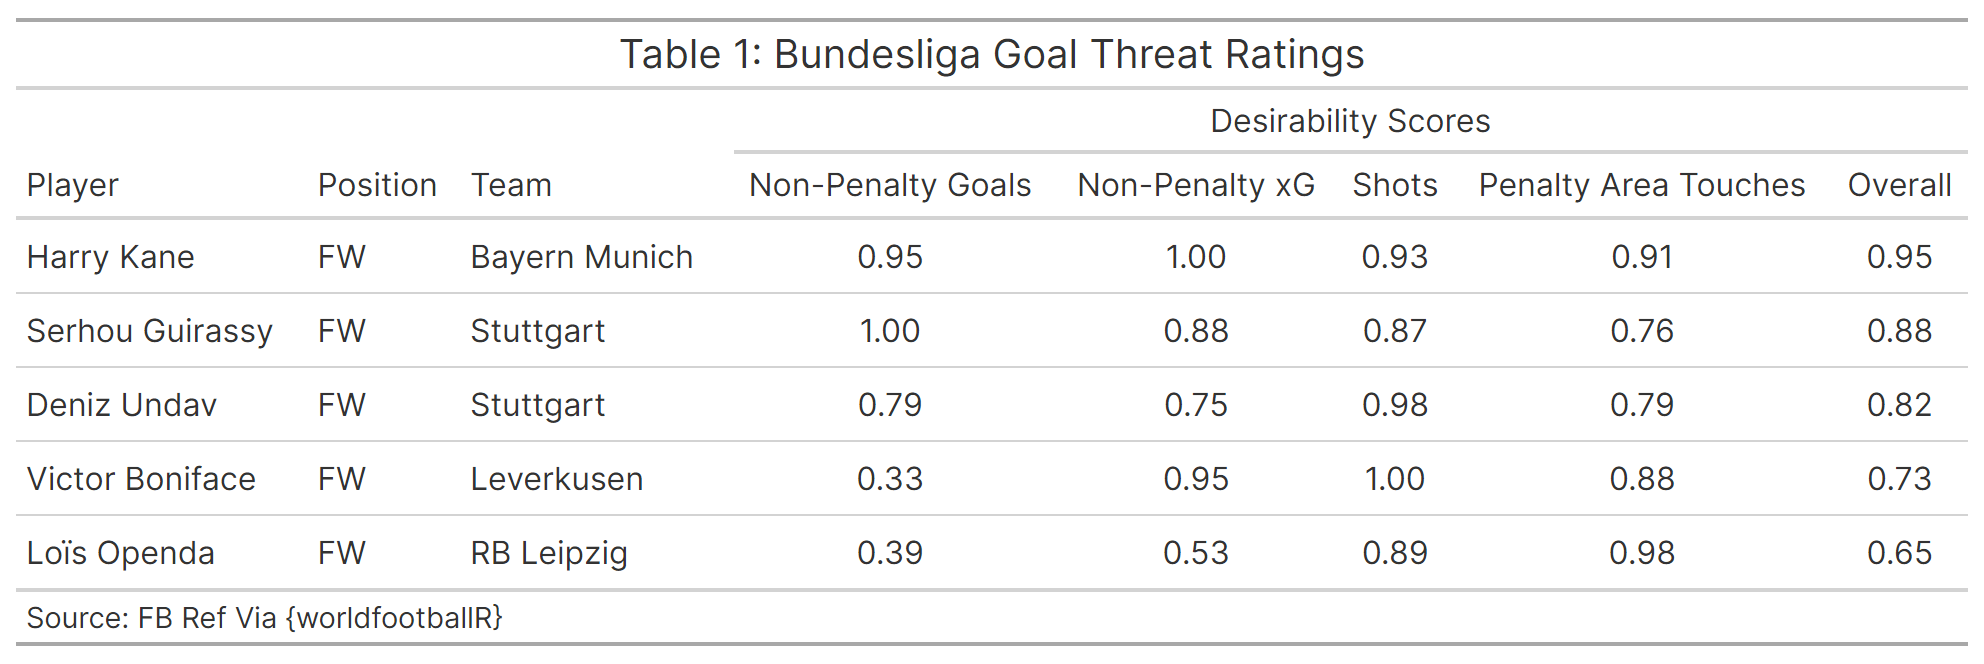 Table 1: Bundesliga Goal Threat Ratings
Desirability Scores
Player Position Team Non-Penalty Goals Non-Penalty xG Shots Penalty Area Touches Overall
Harry Kane FW Bayern Munich 0.95 1.00 0.93 0.91 0.95
Serhou Guirassy FW Stuttgart 1.00 0.88 0.87 0.76 0.88
Deniz Undav FW Stuttgart 0.79 0.75 0.98 0.79 0.82
Victor Boniface FW Leverkusen 0.33 0.95 1.00 0.88 0.73
Loïs Openda FW RB Leipzig 0.39 0.53 0.89 0.98 0.65
Source: FB Ref Via {worldfootballR}